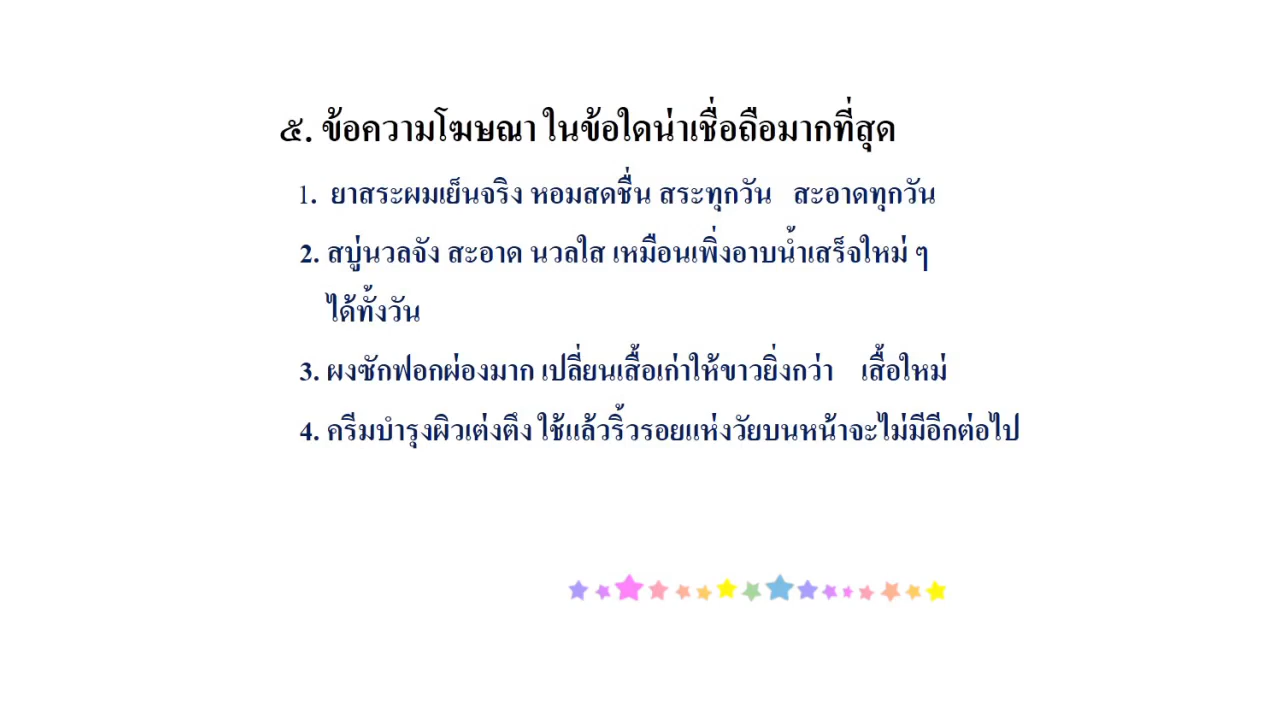 ๕. ข้อความโฆษณา ในข้อใดน่าเชื่อถือมากที่สุด
1. ยาสระผมเย็นจริง หอมสดชื่น สระทุกวัน สะอาดทุกวัน
2. สบู่นวลจัง สะอาด นวลใส เหมือนเพิ่งอาบน้ำเสร็จใหม่ ๆ
ได้ทั้งวัน
3. ผงซักฟอกผ่องมาก เปลี่ยนเสื้อเก่าให้ขาวยิ่งกว่า เสื้อใหม่
4. ครีมบำรุงผิวเต่งตึง ใช้แล้วริ้วรอยแห่งวัยบนหน้าจะไม่มีอีกต่อไป